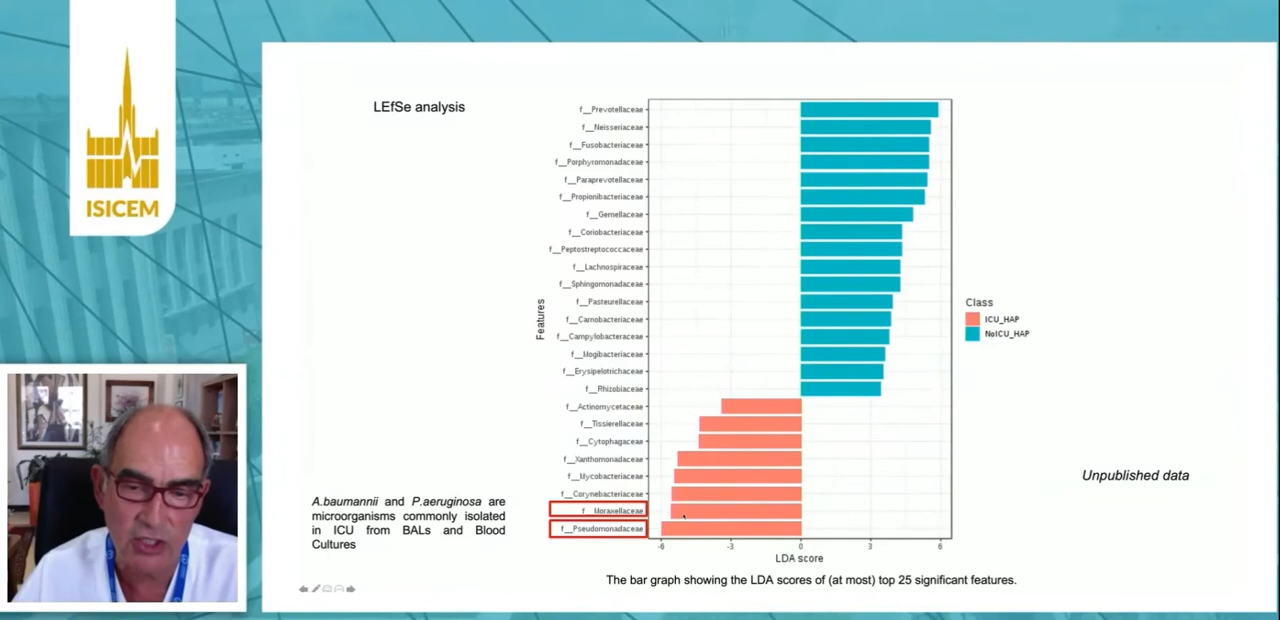 ISICEM
LEfSe analysis
f__Prevotellaceae
f__Neisseriaceae
f__Fusobacteriaceae
f__Porphyromonadaceae
f__Paraprevotellaceae
f__Propionibacteriaceae
f__Gemellaceae
f__Coriobacteriaceae
f__Peptostreptococcaceae
f__Lachnospiraceae
f__Sphingomonadaceae
f__Pasteurellaceae
f__Carnobacteriaceae
f__Campylobacteraceae
f__Mogibacteriaceae
f__Erysipelotrichaceae
f__Rhizobiaceae
f__Actinomycetaceae
f__Tissierellaceae
f__Cytophagaceae
f__Xanthomonadaceae
f__Mycobacteriaceae
f__Corynebacteriaceae
f__Moraxellaceae
f__Pseudomonadaceae
Features
-6 -3 0 3 6
LDA score
Class
ICU_HAP
NoICU_HAP
Unpublished data
A.baumannii and P.aeruginosa are
microorganisms commonly isolated
in ICU from BALs and Blood
Cultures
The bar graph showing the LDA scores of (at most) top 25 significant features.